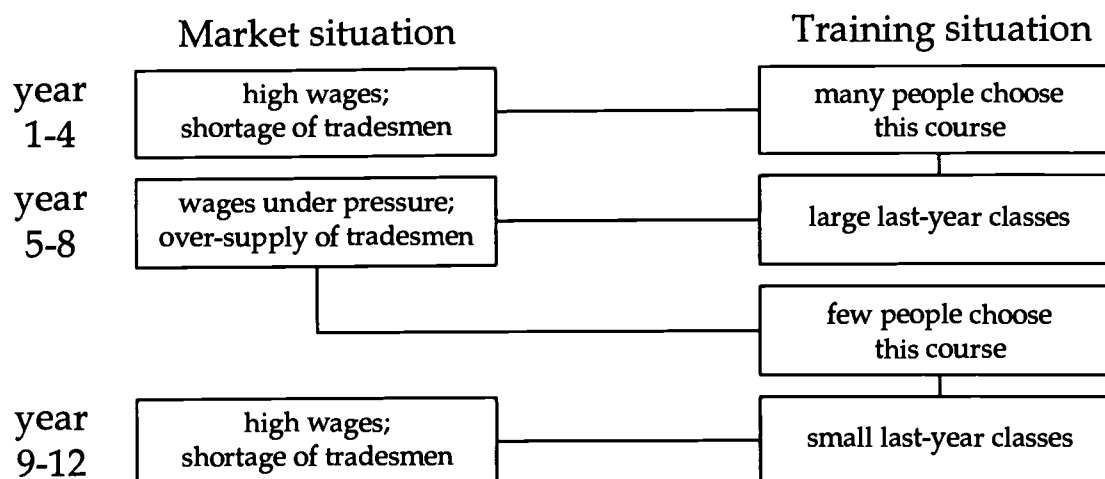 Market situation
Training situation
year
1-4
high wages;
shortage of tradesmen
many people choose
this course
year
5-8
wages under pressure;
over-supply of tradesmen
large last-year classes
few people choose
this course
year
9-12
high wages;
shortage of tradesmen
small last-year classes